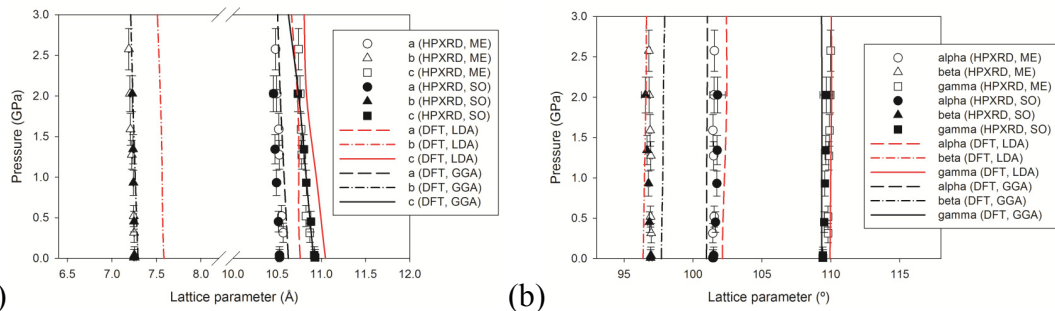 3.0
2.5
2.0
1.5
1.0
0.5
0.0
Pressure (GPa)
6.5 7.0 7.5 8.0 10.0 10.5 11.0 11.5 12.0
Lattice parameter (Å)
a (HPXRD, ME)
b (HPXRD, ME)
c (HPXRD, ME)
a (HPXRD, SO)
b (HPXRD, SO)
c (HPXRD, SO)
a (DFT, LDA)
b (DFT, LDA)
c (DFT, LDA)
a (DFT, GGA)
b (DFT, GGA)
c (DFT, GGA)
)
(b)
3.0
2.5
2.0
1.5
1.0
0.5
0.0
Pressure (GPa)
95 100 105 110 115
Lattice parameter (º)
alpha (HPXRD, ME)
beta (HPXRD, ME)
gamma (HPXRD, ME)
alpha (HPXRD, SO)
beta (HPXRD, SO)
gamma (HPXRD, SO)
alpha (DFT, LDA)
beta (DFT, LDA)
gamma (DFT, LDA)
alpha (DFT, GGA)
beta (DFT, GGA)
gamma (DFT, GGA)